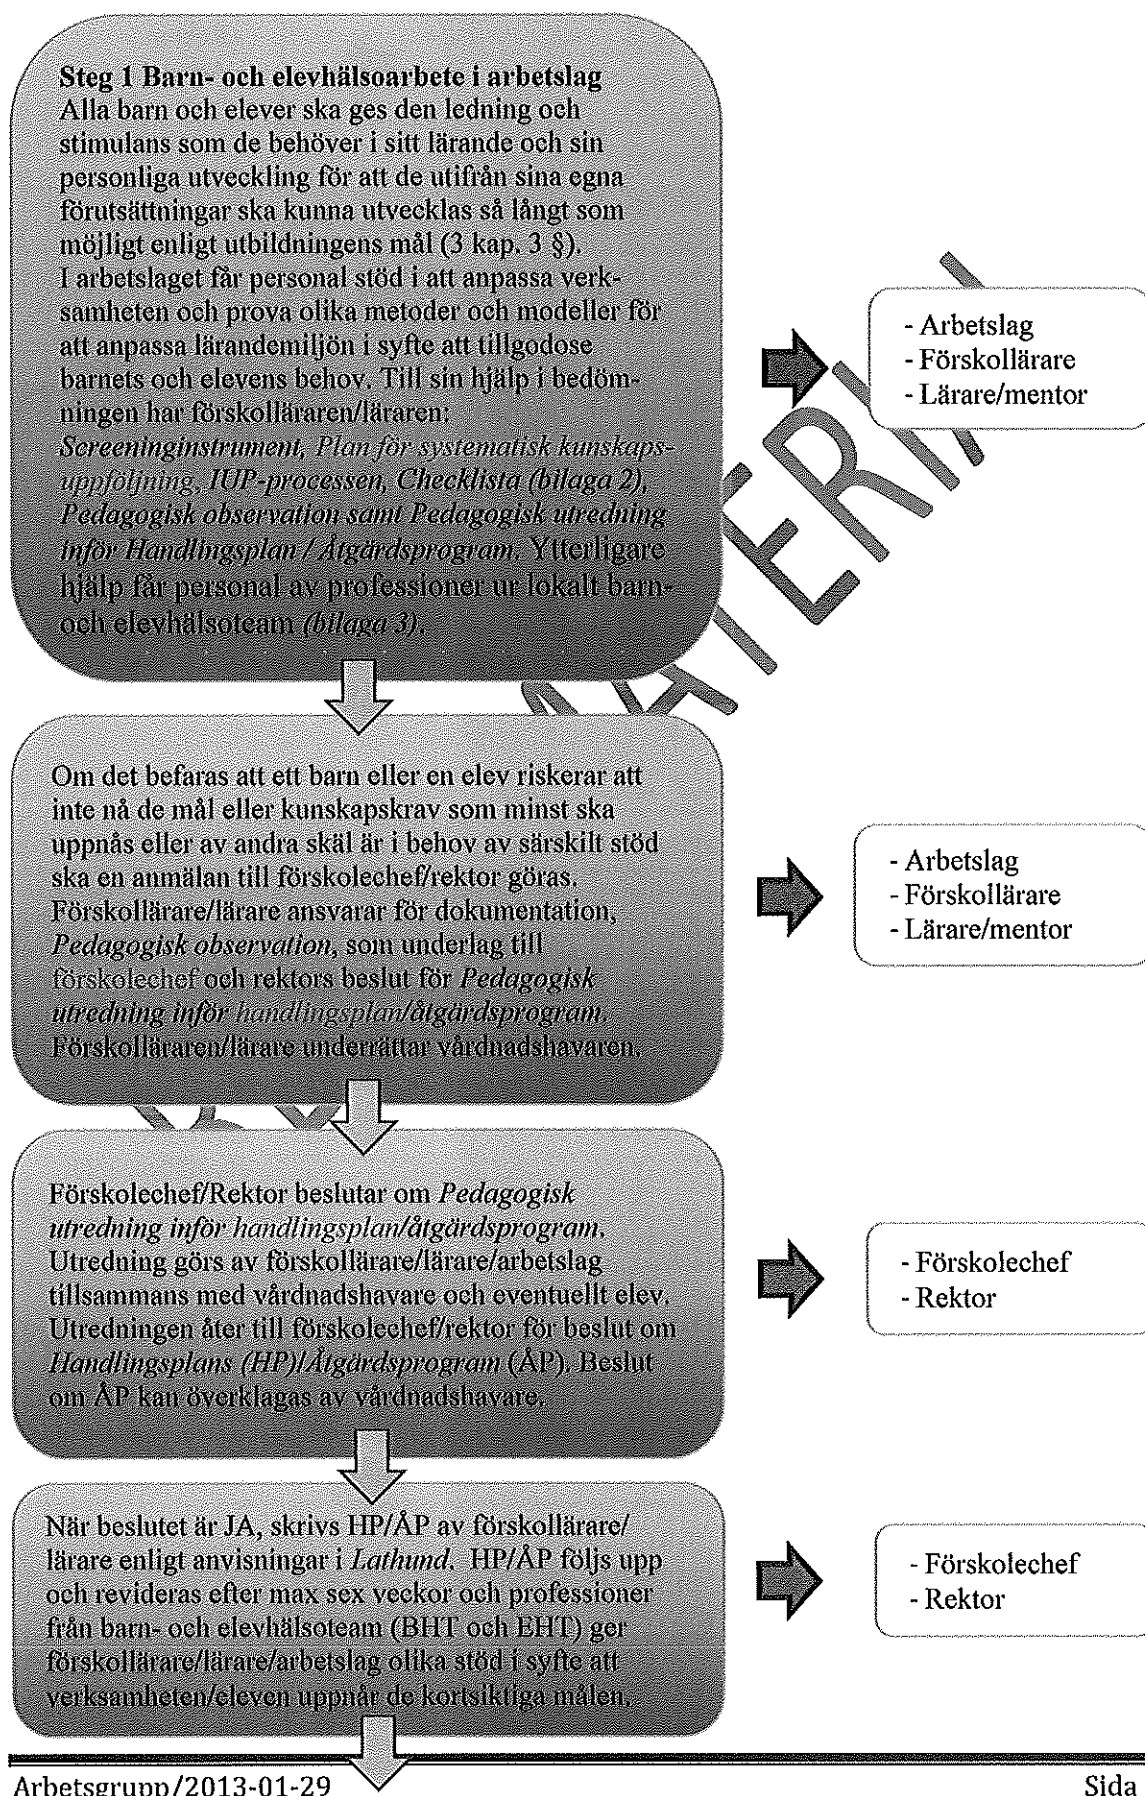 Steg 1 Barn- och elevhälsoarbete i arbetslag
Alla barn och elever ska ges den ledning och
stimulans som de behöver i sitt lärande och sin
personliga utveckling för att de utifrån sina egna
förutsättningar ska kunna utvecklas så långt som
möjligt enligt utbildningens mål (3 kap. 3 §).
I arbetslaget får personal stöd i att anpassa verk-
samheten och prova olika metoder och modeller för
att anpassa lärandemiljön i syfte att tillgodose
barnets och elevens behov. Till sin hjälp i bedöm-
ningen har förskolläraren/läraren:
Screeninginstrument, Plan för systematisk kunskaps-
uppföljning, IUP-processen, Checklista (bilaga 2),
Pedagogisk observation samt Pedagogisk utredning
inför Handlingsplan / Åtgärdsprogram. Ytterligare
hjälp får personal av professioner ur lokalt barn-
och elevhälsoteam (bilaga 3).
- Arbetslag
- Förskollärare
- Lärare/mentor
Om det befaras att ett barn eller en elev riskerar att
inte nå de mål eller kunskapskrav som minst ska
uppnås eller av andra skäl är i behov av särskilt stöd
ska en anmälan till förskolechef/rektor göras.
Förskollärare/lärare ansvarar för dokumentation,
Pedagogisk observation, som underlag till
förskolechef och rektors beslut för Pedagogisk
utredning inför handlingsplan/åtgärdsprogram.
Förskolläraren/lärare underrättar vårdnadshavaren.
- Arbetslag
- Förskollärare
- Lärare/mentor
Förskolechef/Rektor beslutar om Pedagogisk
utredning inför handlingsplan/åtgärdsprogram.
Utredning görs av förskollärare/lärare/arbetslag
tillsammans med vårdnadshavare och eventuellt elev.
Utredningen åter till förskolechef/rektor för beslut om
Handlingsplans (HP)/Åtgärdsprogram (ÅP). Beslut
om ÅP kan överklagas av vårdnadshavare.
- Förskolechef
- Rektor
När beslutet är JA, skrivs HP/ÅP av förskollärare/
lärare enligt anvisningar i Lathund. HP/ÅP följs upp
och revideras efter max sex veckor och professioner
från barn- och elevhälsoteam (BHT och EHT) ger
förskollärare/lärare/arbetslag olika stöd i syfte att
verksamheten/eleven uppnår de kortsiktiga målen.
- Förskolechef
- Rektor
Arbetsgrupp/2013-01-29
Sida